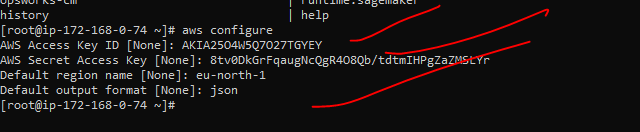 opsworks-cm | runtime.sagemaker
history | help
[root@ip-172-168-0-74 ~]# aws configure
AWS Access Key ID [None]: AKIA25O4W5Q7O27TGYEY
AWS Secret Access Key [None]:
Default region name [None]: eu-north-1
Default output format [None]: json
[root@ip-172-168-0-74 ~]#